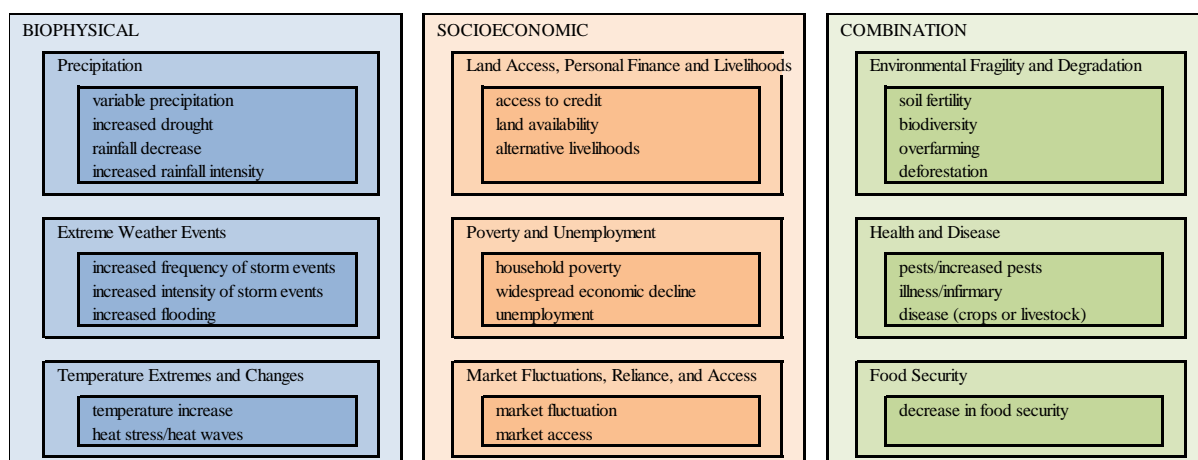 BIOPHYSICAL
Precipitation
variable precipitation
increased drought
rainfall decrease
increased rainfall intensity
Extreme Weather Events
increased frequency of storm events
increased intensity of storm events
increased flooding
Temperature Extremes and Changes
temperature increase
heat stress/heat waves
SOCIOECONOMIC
Land Access, Personal Finance and Livelihoods
access to credit
land availability
alternative livelihoods
Poverty and Unemployment
household poverty
widespread economic decline
unemployment
Market Fluctuations, Reliance, and Access
market fluctuation
market access
COMBINATION
Environmental Fragility and Degradation
soil fertility
biodiversity
overfarming
deforestation
Health and Disease
pests/increased pests
illness/infirmary
disease (crops or livestock)
Food Security
decrease in food security